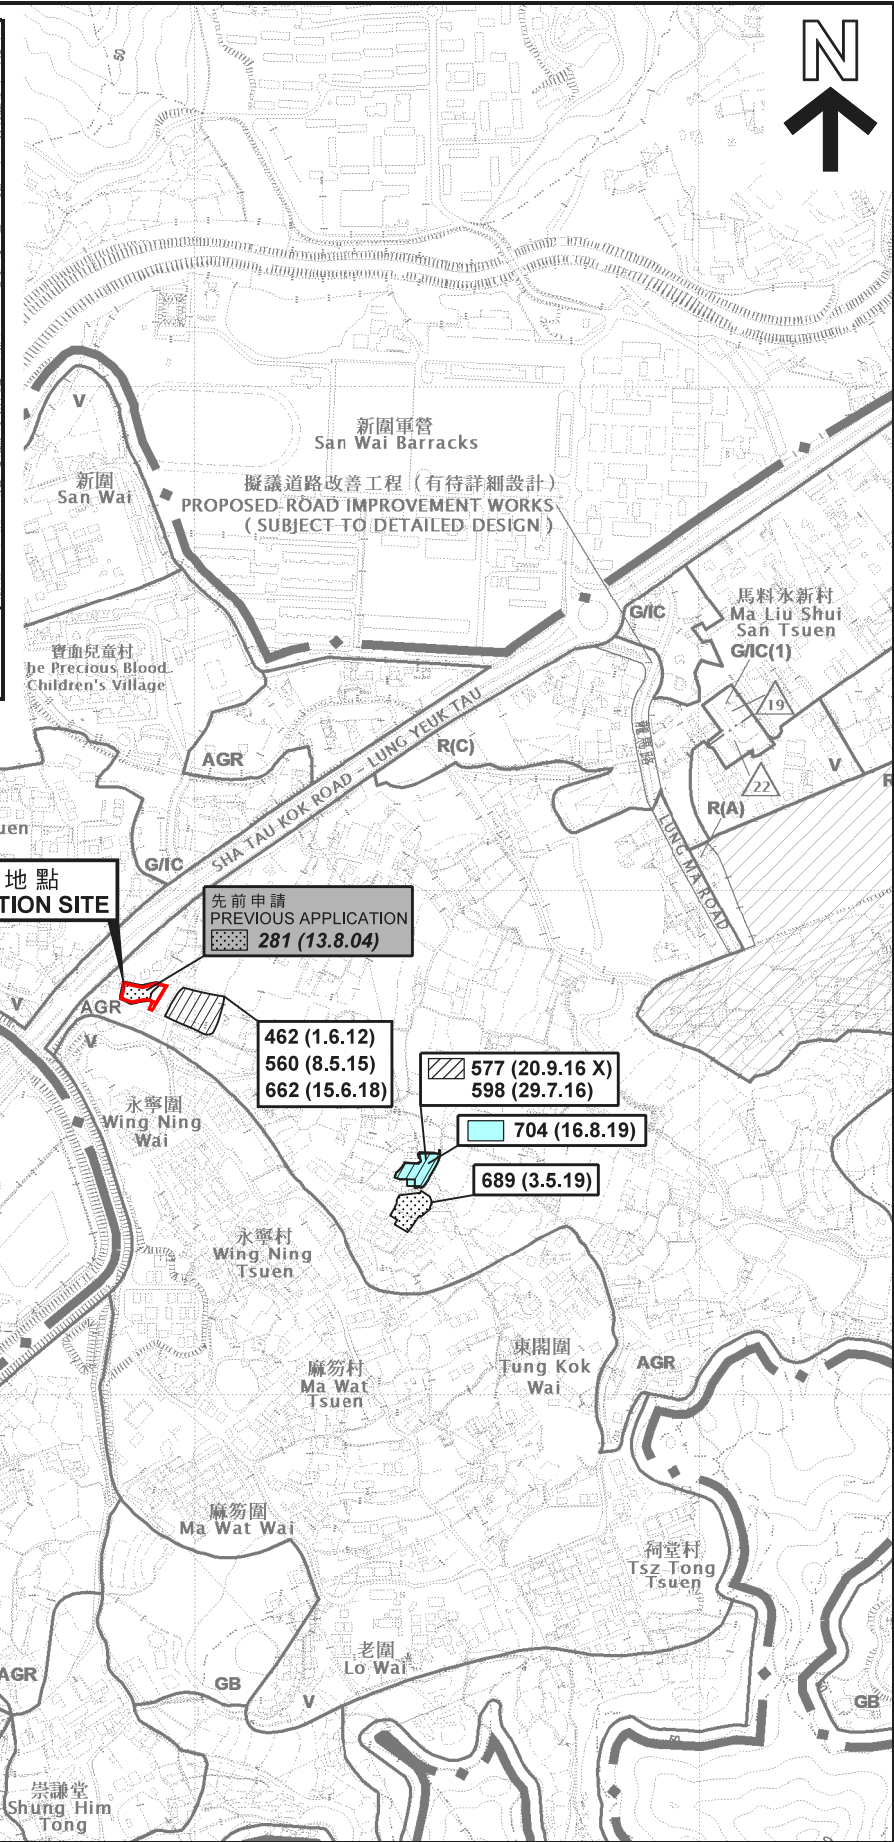 N
50
V
新圍軍營
San Wai Barracks
新圍
San Wai
擬議道路改善工程（有待詳細設計）
PROPOSED ROAD IMPROVEMENT WORKS
( SUBJECT TO DETAILED DESIGN )
馬料水新村
Ma Liu Shui
San Tsuen
G/IC
G/IC(1)
寶血兒童村
he Precious Blood
Children's Village
19
AGR
R(C)
SHA TAU KOK ROAD - LUNG YEUK TAU
龍馬路
V
22
R(A)
R
LUNG MA ROAD
uen
G/IC
地點
TION SITE
先前申請
PREVIOUS APPLICATION
281 (13.8.04)
V
AGR
V
462 (1.6.12)
560 (8.5.15)
662 (15.6.18)
577 (20.9.16 X)
598 (29.7.16)
704 (16.8.19)
689 (3.5.19)
永寧圍
Wing Ning
Wai
永寧村
Wing Ning
Tsuen
東閣圍
Tung Kok
Wai
AGR
麻笏村
Ma Wat
Tsuen
麻笏圍
Ma Wat Wai
祠堂村
Tsz Tong
Tsuen
老圍
Lo Wai
AGR
GB
V
GB
50
崇謙堂
Shung Him
Tong